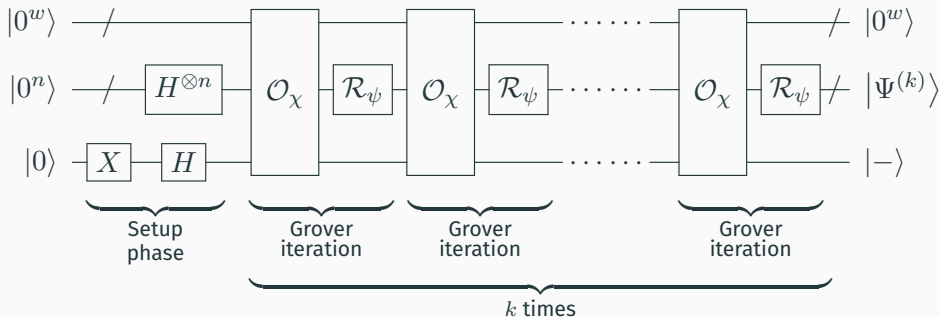 |0^w⟩ |0^w⟩
|0^n⟩ H^{⊗n} O_χ R_ψ O_χ R_ψ ...... O_χ R_ψ |Ψ^{(k)}⟩
|0⟩ X H ...... |−⟩
Setup phase
Grover iteration
Grover iteration
Grover iteration
k times